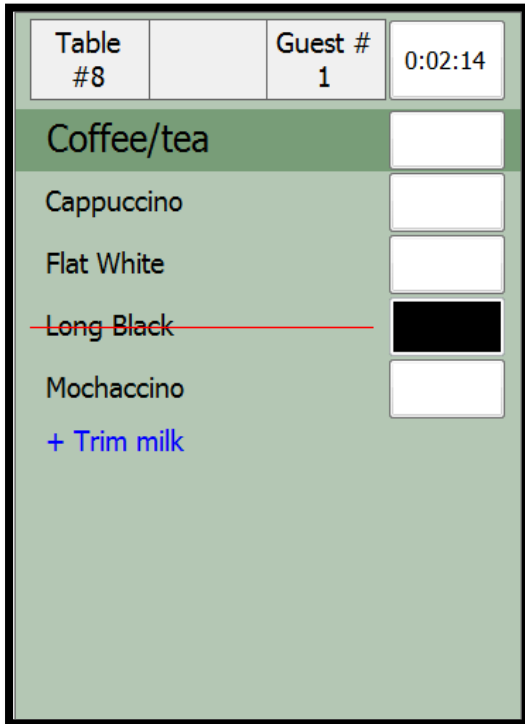 Table
#8
Guest #
1
0:02:14
Coffee/tea
Cappuccino
Flat White
Long Black
Mochaccino
+ Trim milk